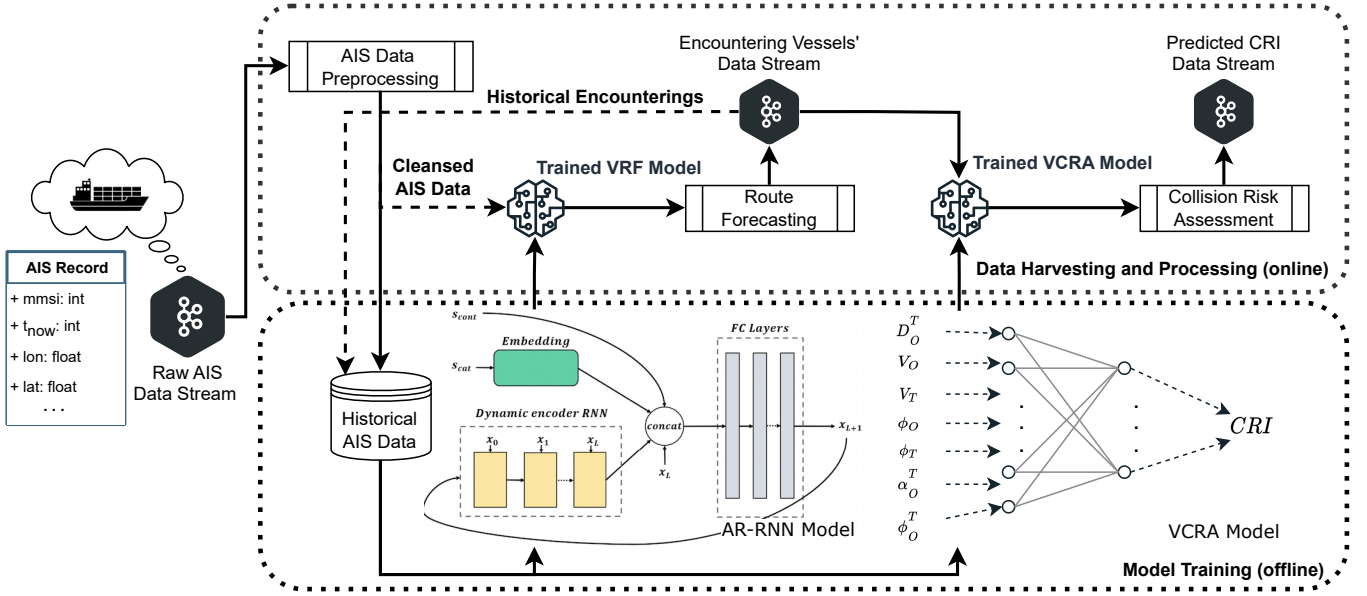 AIS Data
Preprocessing
Encountering Vessels'
Data Stream
Predicted CRI
Data Stream
Historical Encounterings
Cleansed
AIS Data
Trained VRF Model
Trained VCRA Model
Route
Forecasting
Collision Risk
Assessment
Data Harvesting and Processing (online)
AIS Record
+ mmsi: int
+ t_now: int
+ lon: float
+ lat: float
. . .
Raw AIS
Data Stream
Historical
AIS Data
s_cont
s_cat
Embedding
Dynamic encoder RNN
x_0 x_1 x_L
concat
x_L
FC Layers
x_{L+1}
AR-RNN Model
D_O^T
V_O
V_T
ϕ_O
ϕ_T
α_O^T
ϕ_O^T
CRI
VCRA Model
Model Training (offline)